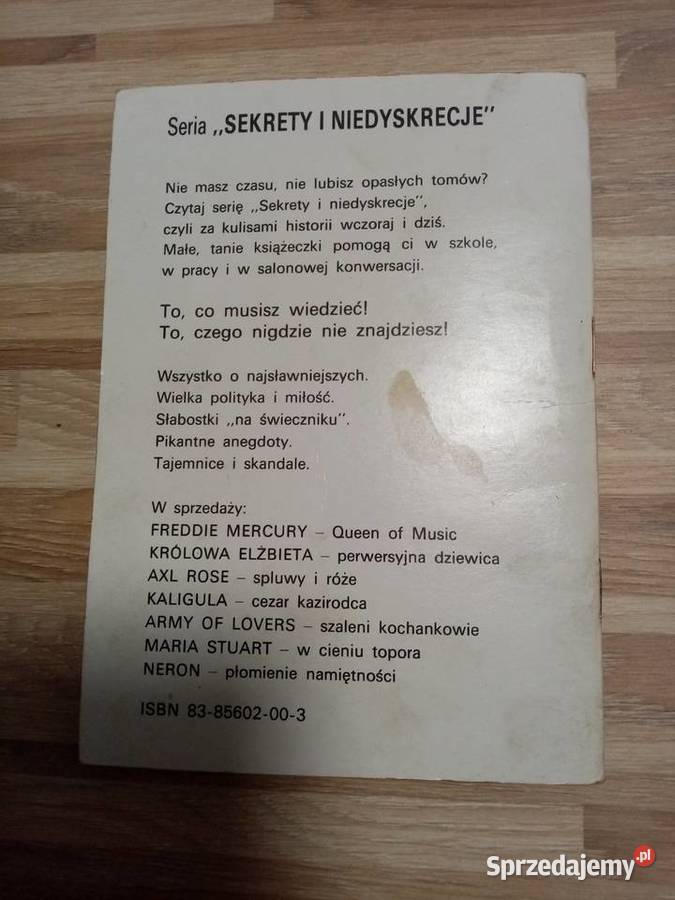 Seria „SEKRETY I NIEDYSKRECJE"
Nie masz czasu, nie lubisz opasłych tomów?
Czytaj serię „Sekrety i niedyskrecje",
czyli za kulisami historii wczoraj i dziś.
Małe, tanie książeczki pomogą ci w szkole,
w pracy i w salonowej konwersacji.
To, co musisz wiedzieć!
To, czego nigdzie nie znajdziesz!
Wszystko o najsławniejszych.
Wielka polityka i miłość.
Słabostki „na świeczniku".
Pikantne anegdoty.
Tajemnice i skandale.
W sprzedaży:
FREDDIE MERCURY – Queen of Music
KRÓLOWA ELŻBIETA – perwersyjna dziewica
AXL ROSE – spluwy i róże
KALIGULA – cezar kazirodca
ARMY OF LOVERS – szaleni kochankowie
MARIA STUART – w cieniu topora
NERON – płomienie namiętności
ISBN 83-85602-00-3
Sprzedajemy.pl